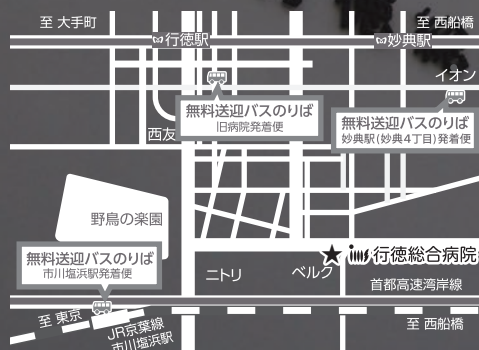 至 大手町
至 西船橋
行徳駅
妙典駅
イオン
無料送迎バスのりば
旧病院発着便
無料送迎バスのりば
妙典駅(妙典4丁目)発着便
西友
野鳥の楽園
無料送迎バスのりば
市川塩浜駅発着便
行徳総合病院
ニトリ
ベルク
首都高速湾岸線
至 東京
至 西船橋
JR京葉線
市川塩浜駅